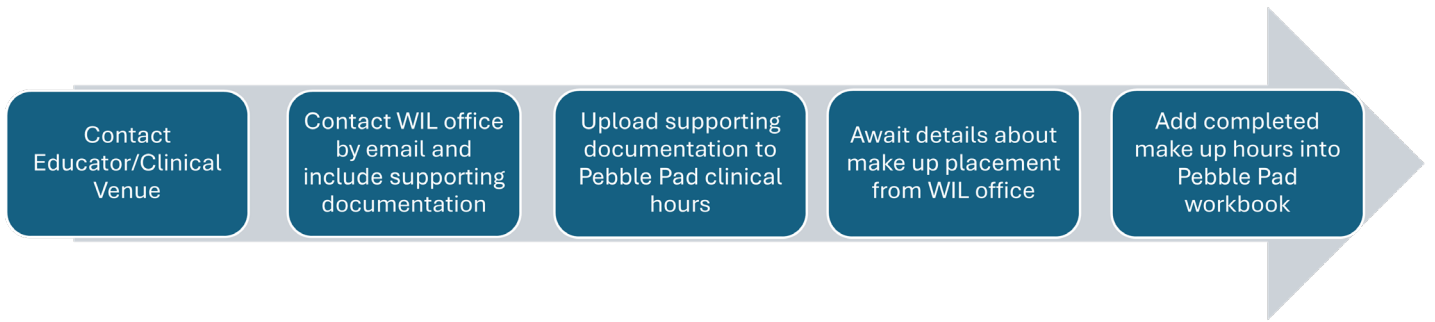 Contact
Educator/Clinical
Venue
Contact WIL office
by email and
include supporting
documentation
Upload supporting
documentation to
Pebble Pad clinical
hours
Await details about
make up placement
from WIL office
Add completed
make up hours into
Pebble Pad
workbook